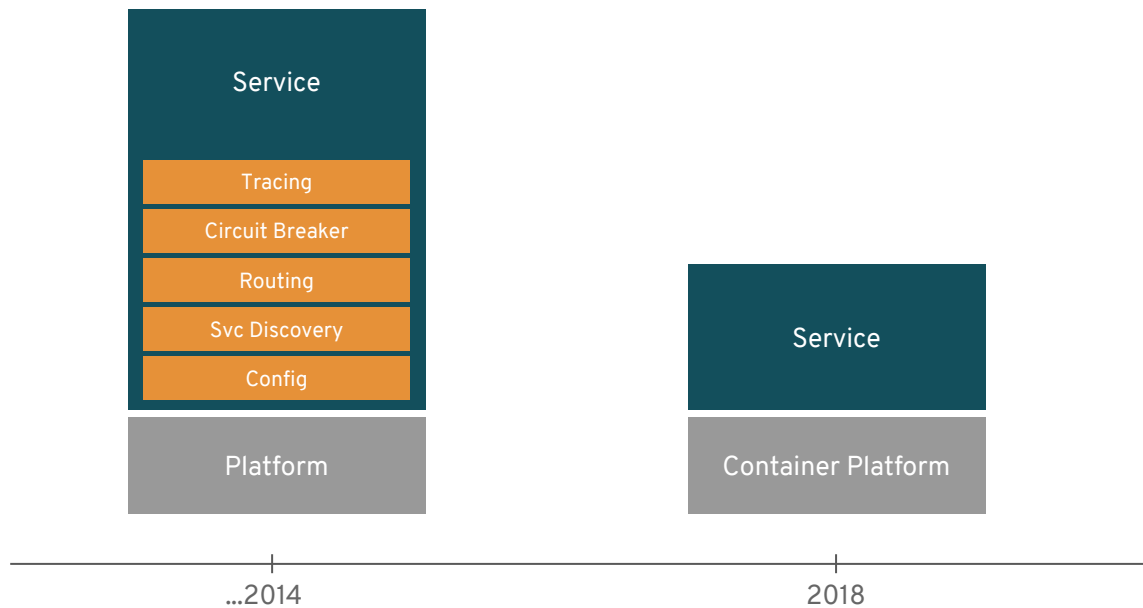 Service
Tracing
Circuit Breaker
Routing
Svc Discovery
Config
Platform
Service
Container Platform
...2014
2018